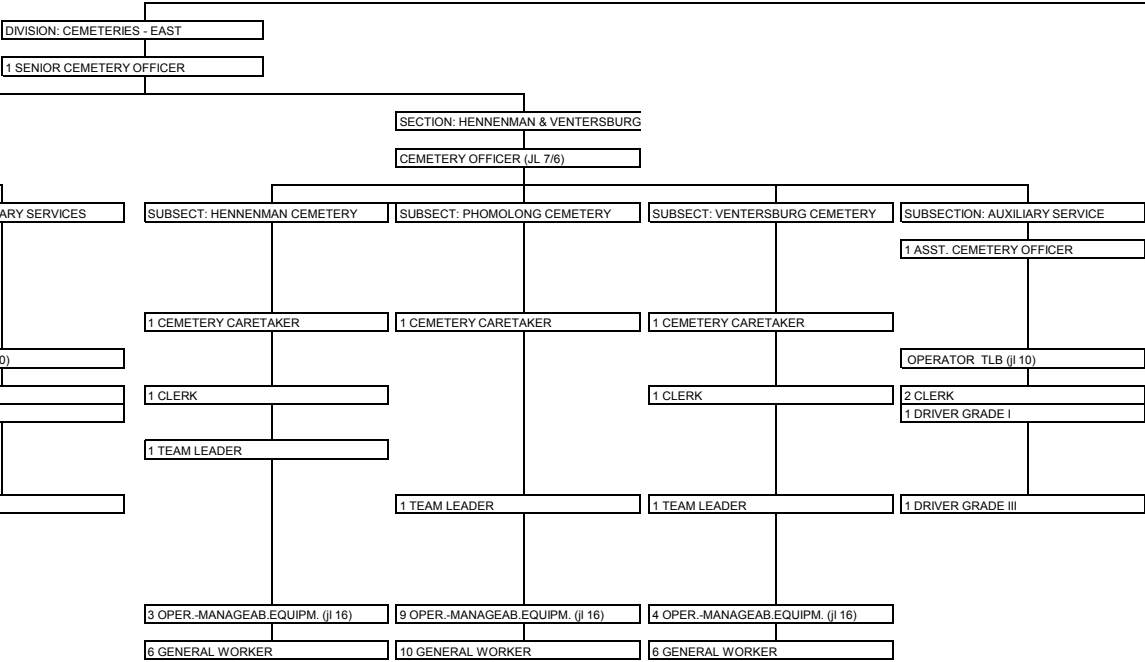 DIVISION: CEMETERIES - EAST
1 SENIOR CEMETERY OFFICER
SECTION: HENNENMAN & VENTERSBURG
CEMETERY OFFICER (JL 7/6)
ARY SERVICES
SUBSECT: HENNENMAN CEMETERY
SUBSECT: PHOMOLONG CEMETERY
SUBSECT: VENTERSBURG CEMETERY
SUBSECTION: AUXILIARY SERVICE
1 ASST. CEMETERY OFFICER
1 CEMETERY CARETAKER
1 CEMETERY CARETAKER
1 CEMETERY CARETAKER
0)
OPERATOR TLB (jl 10)
1 CLERK
1 CLERK
2 CLERK
1 DRIVER GRADE I
1 TEAM LEADER
1 TEAM LEADER
1 TEAM LEADER
1 DRIVER GRADE III
3 OPER.-MANAGEAB.EQUIPM. (jl 16)
9 OPER.-MANAGEAB.EQUIPM. (jl 16)
4 OPER.-MANAGEAB.EQUIPM. (jl 16)
6 GENERAL WORKER
10 GENERAL WORKER
6 GENERAL WORKER